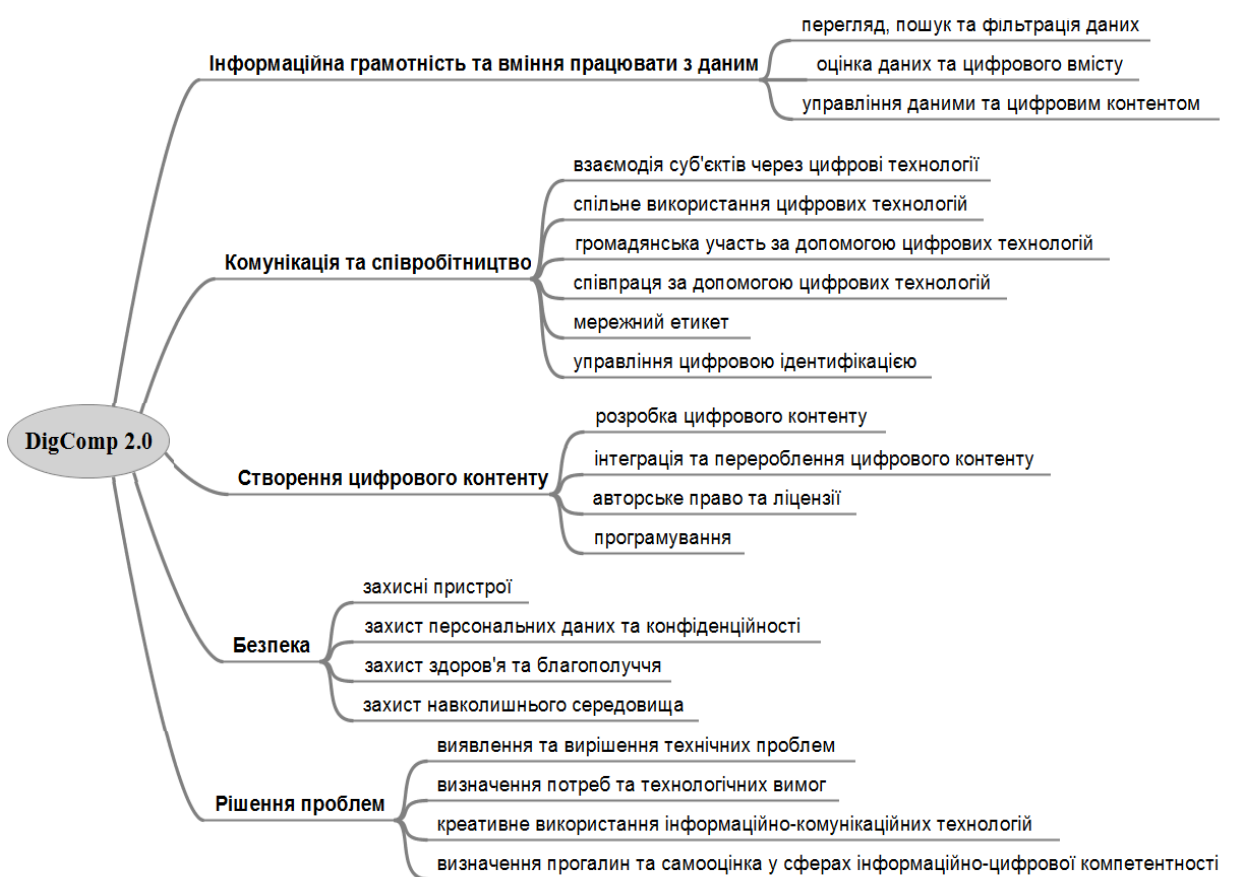 DigComp 2.0
Інформаційна грамотність та вміння працювати з даним
перегляд, пошук та фільтрація даних
оцінка даних та цифрового вмісту
управління даними та цифровим контентом
Комунікація та співробітництво
взаємодія суб'єктів через цифрові технології
спільне використання цифрових технологій
громадянська участь за допомогою цифрових технологій
співпраця за допомогою цифрових технологій
мережний етикет
управління цифровою ідентифікацією
Створення цифрового контенту
розробка цифрового контенту
інтеграція та перероблення цифрового контенту
авторське право та ліцензії
програмування
Безпека
захисні пристрої
захист персональних даних та конфіденційності
захист здоров'я та благополуччя
захист навколишнього середовища
Рішення проблем
виявлення та вирішення технічних проблем
визначення потреб та технологічних вимог
креативне використання інформаційно-комунікаційних технологій
визначення прогалин та самооцінка у сферах інформаційно-цифрової компетентності